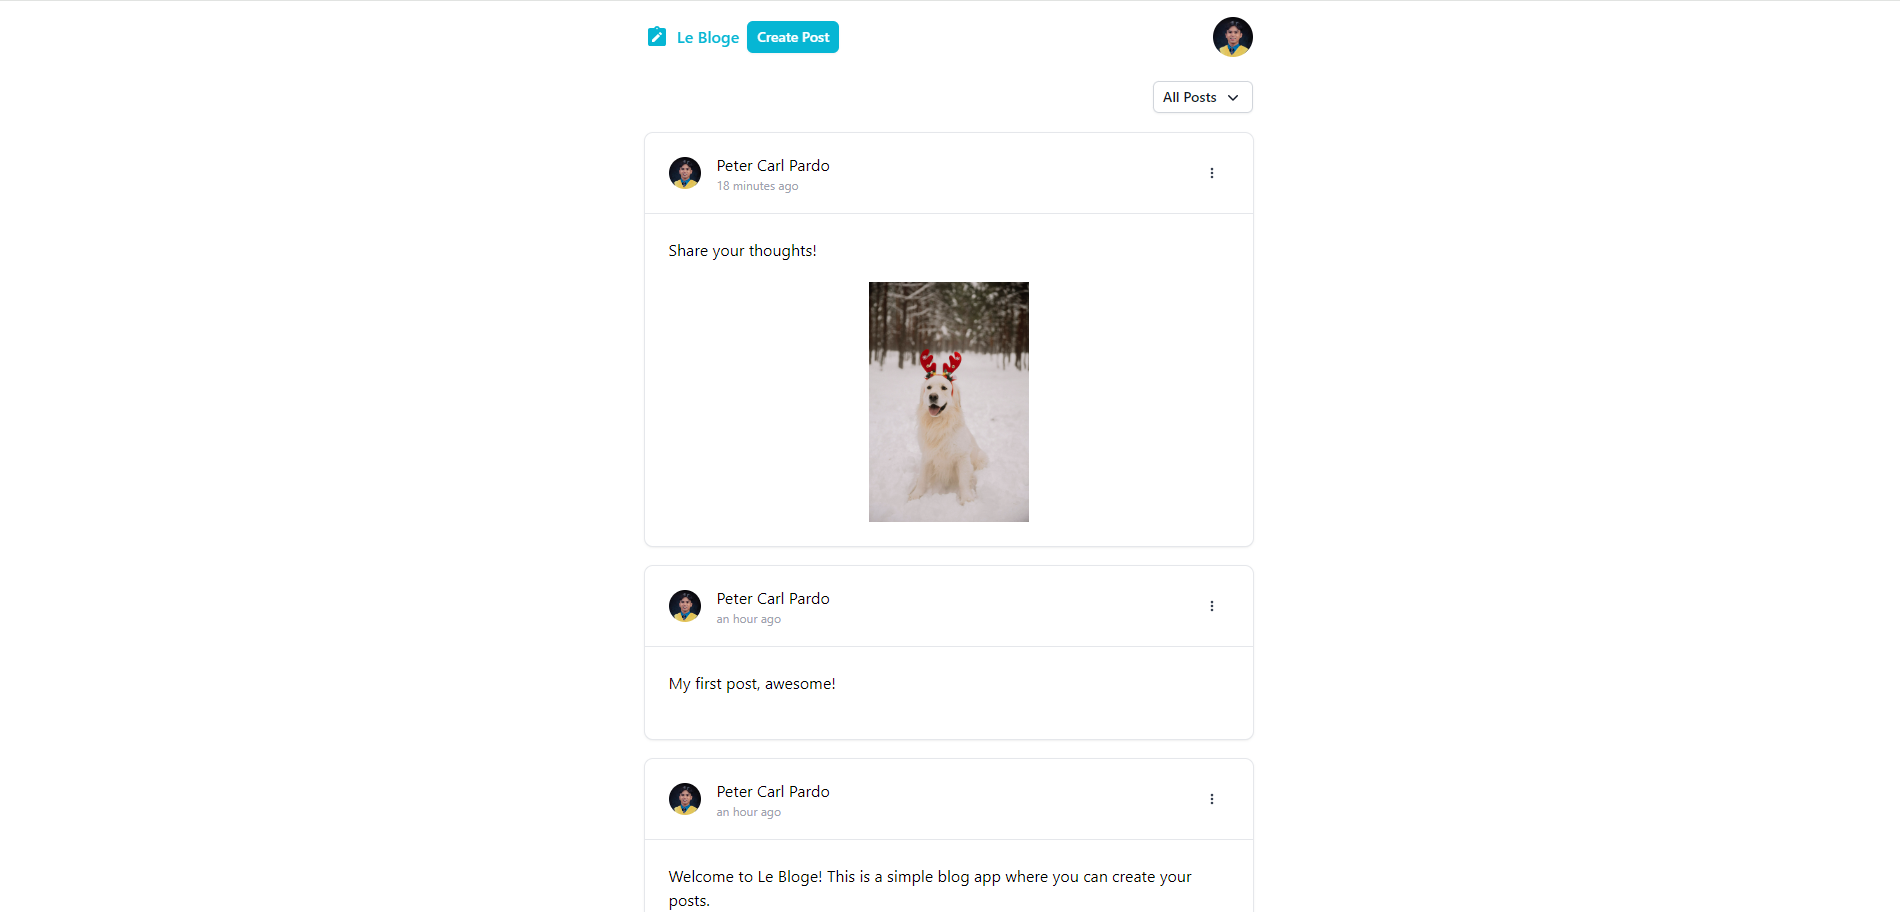 Le Bloge Create Post
All Posts
Peter Carl Pardo
18 minutes ago
Share your thoughts!
Peter Carl Pardo
an hour ago
My first post, awesome!
Peter Carl Pardo
an hour ago
Welcome to Le Bloge! This is a simple blog app where you can create your
posts.